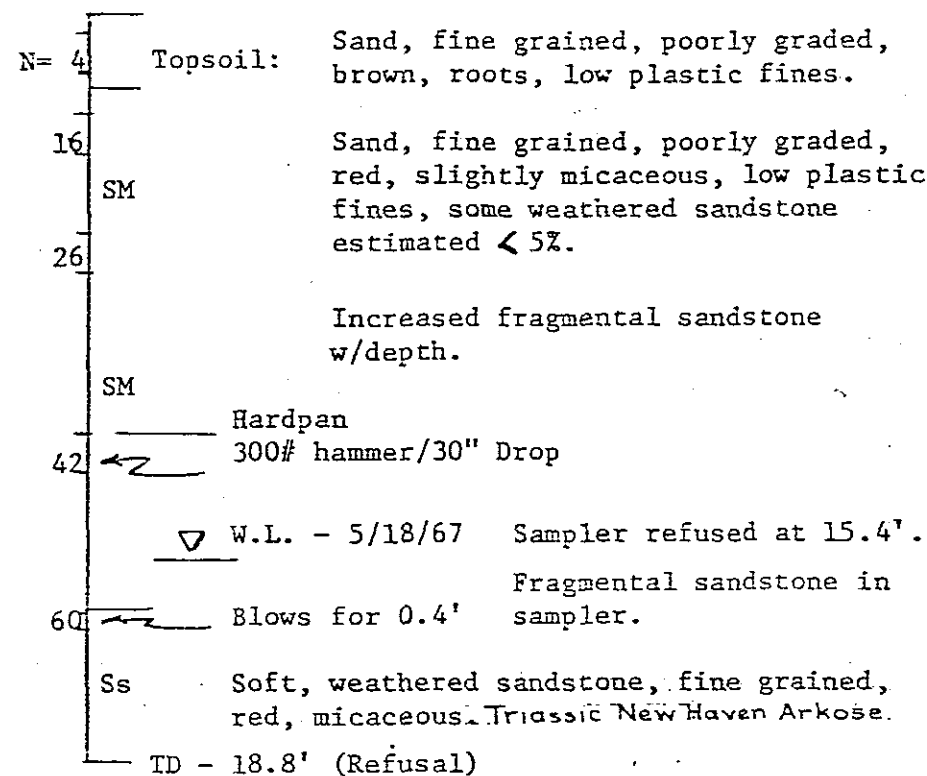 N= 4 Topsoil: Sand, fine grained, poorly graded,
brown, roots, low plastic fines.
16 Sand, fine grained, poorly graded,
SM red, slightly micaceous, low plastic
fines, some weathered sandstone
estimated < 5%.
26
Increased fragmental sandstone
w/depth.
SM
Hardpan
42 300# hammer/30" Drop
W.L. - 5/18/67 Sampler refused at 15.4'.
Fragmental sandstone in
60 Blows for 0.4' sampler.
Ss Soft, weathered sandstone, fine grained,
red, micaceous. Triassic New Haven Arkose.
TD - 18.8' (Refusal)